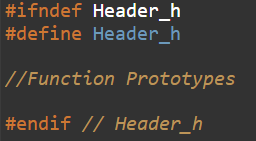 #ifndef Header_h
#define Header_h
//Function Prototypes
#endif // Header_h